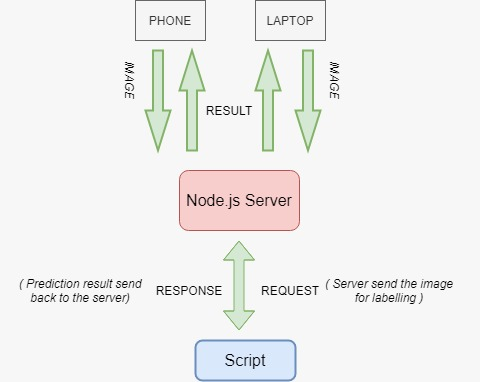 PHONE
LAPTOP
IMAGE
RESULT
IMAGE
Node.js Server
( Prediction result send
back to the server)
RESPONSE
REQUEST
( Server send the image
for labelling )
Script